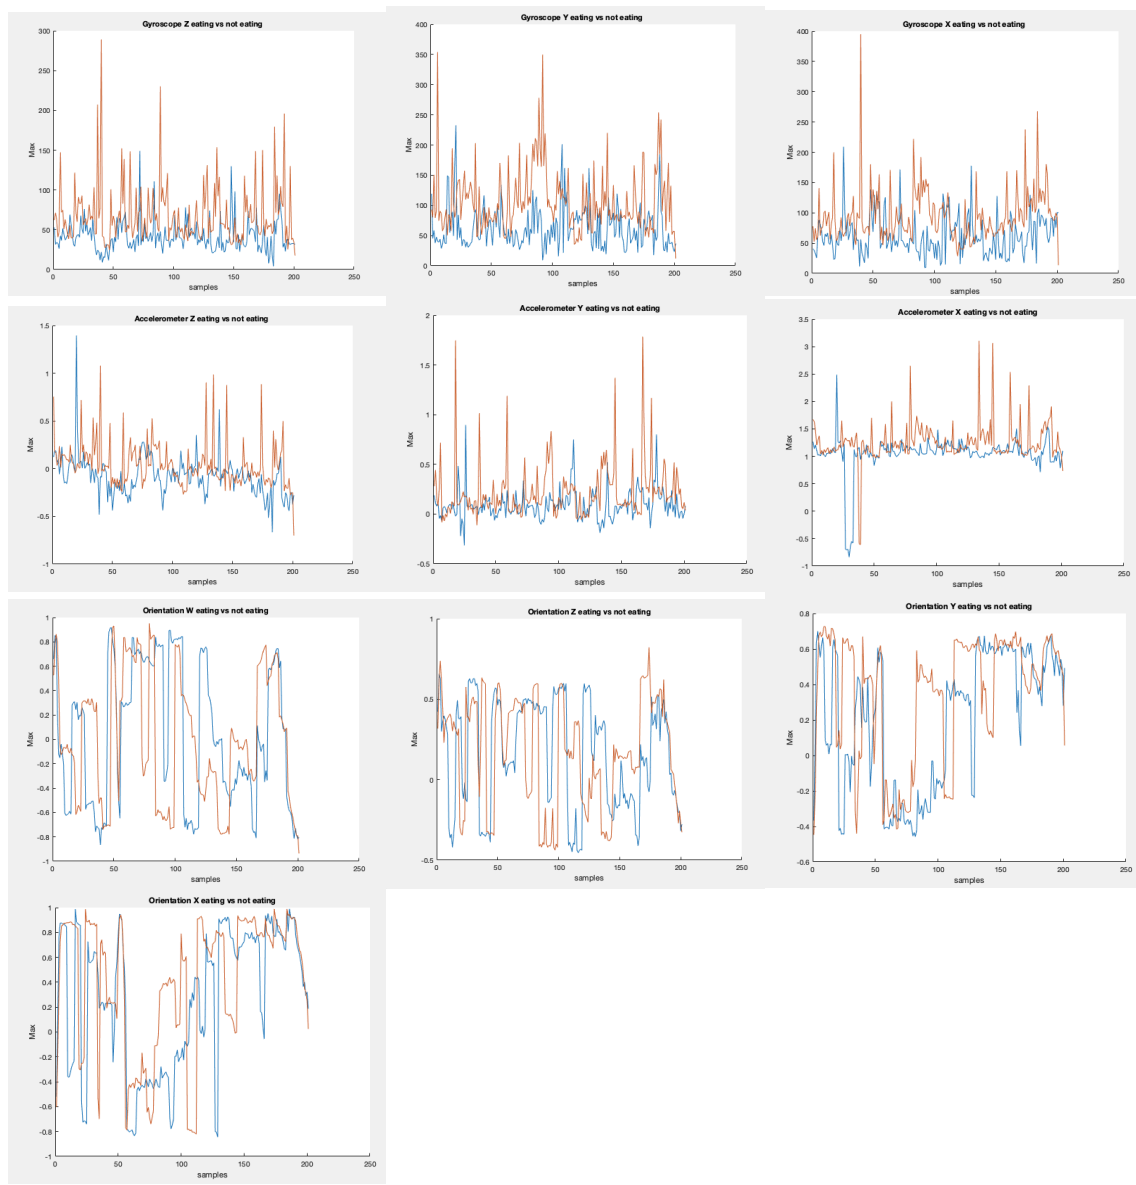 Gyroscope Z eating vs not eating
300
250
200
150
100
50
0
Max
0 50 100 150 200 250
samples
Gyroscope Y eating vs not eating
400
350
300
250
200
150
100
50
0
Max
0 50 100 150 200 250
samples
Gyroscope X eating vs not eating
400
350
300
250
200
150
100
50
0
Max
0 50 100 150 200 250
samples
Accelerometer Z eating vs not eating
1.5
1
0.5
0
-0.5
-1
Max
0 50 100 150 200 250
samples
Accelerometer Y eating vs not eating
2
1.5
1
0.5
0
-0.5
Max
0 50 100 150 200 250
samples
Accelerometer X eating vs not eating
3.5
3
2.5
2
1.5
1
0.5
0
-0.5
-1
Max
0 50 100 150 200 250
samples
Orientation W eating vs not eating
1
0.8
0.6
0.4
0.2
0
-0.2
-0.4
-0.6
-0.8
-1
Max
0 50 100 150 200 250
samples
Orientation Z eating vs not eating
1
0.5
0
-0.5
Max
0 50 100 150 200 250
samples
Orientation Y eating vs not eating
0.8
0.6
0.4
0.2
0
-0.2
-0.4
-0.6
Max
0 50 100 150 200 250
samples
Orientation X eating vs not eating
1
0.8
0.6
0.4
0.2
0
-0.2
-0.4
-0.6
-0.8
-1
Max
0 50 100 150 200 250
samples